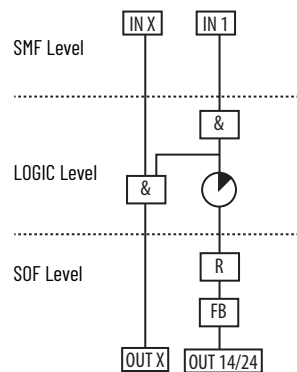 IN X IN 1
SMF Level
&
LOGIC Level
&
SOF Level
R
FB
OUT X OUT 14/24